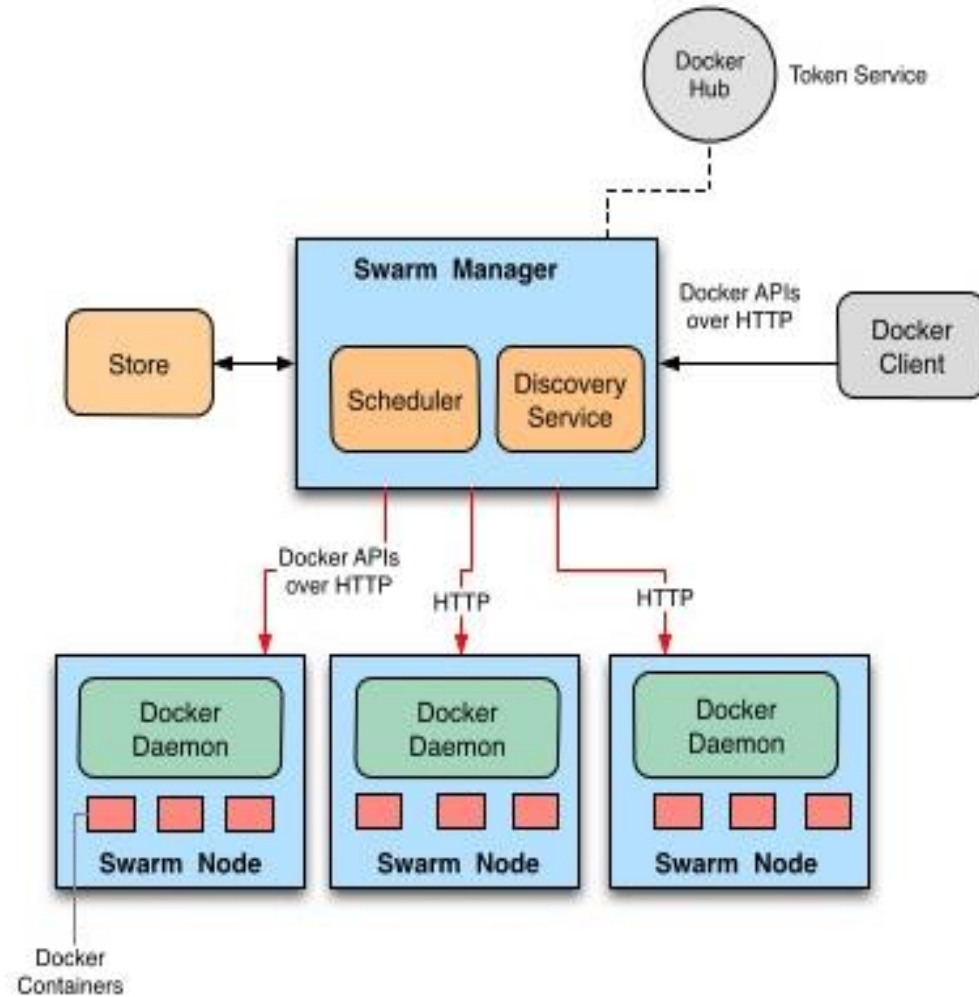 Docker
Hub
Token Service
Swarm Manager
Docker APIs
over HTTP
Store
Scheduler
Discovery
Service
Docker
Client
Docker APIs
over HTTP
HTTP
HTTP
Docker
Daemon
Docker
Daemon
Docker
Daemon
Swarm Node
Swarm Node
Swarm Node
Docker
Containers